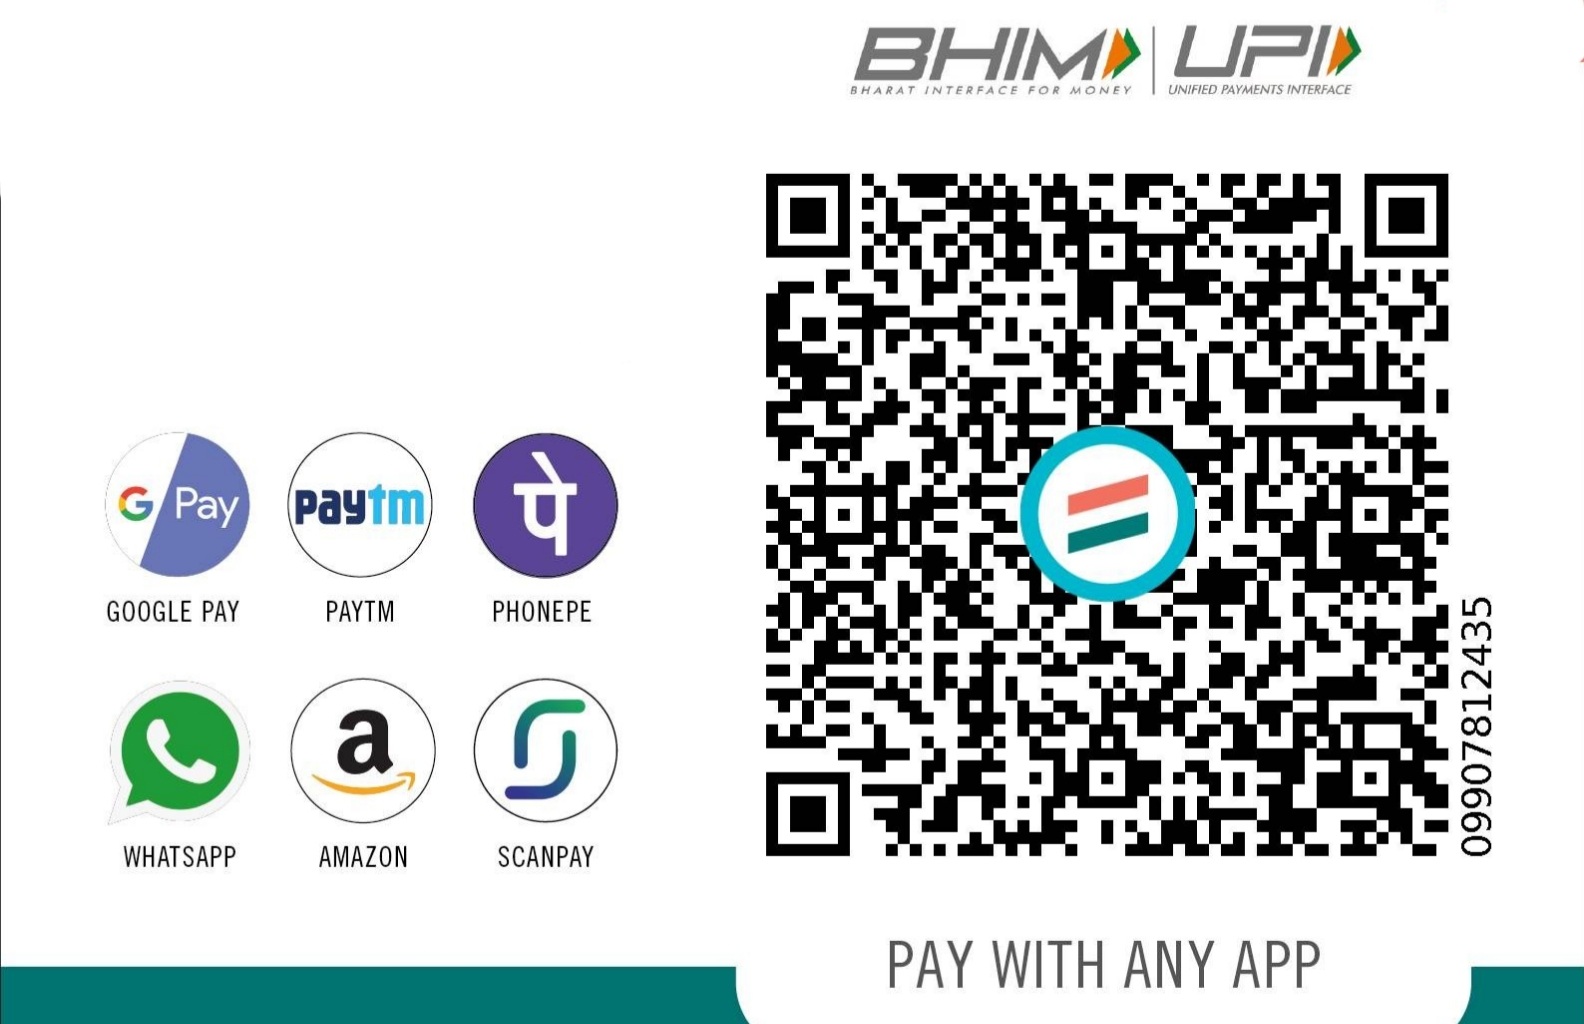 BHIM UPI
BHARAT INTERFACE FOR MONEY UNIFIED PAYMENTS INTERFACE
G Pay paytm पे
GOOGLE PAY PAYTM PHONEPE
a
WHATSAPP AMAZON SCANPAY
09907812435
PAY WITH ANY APP